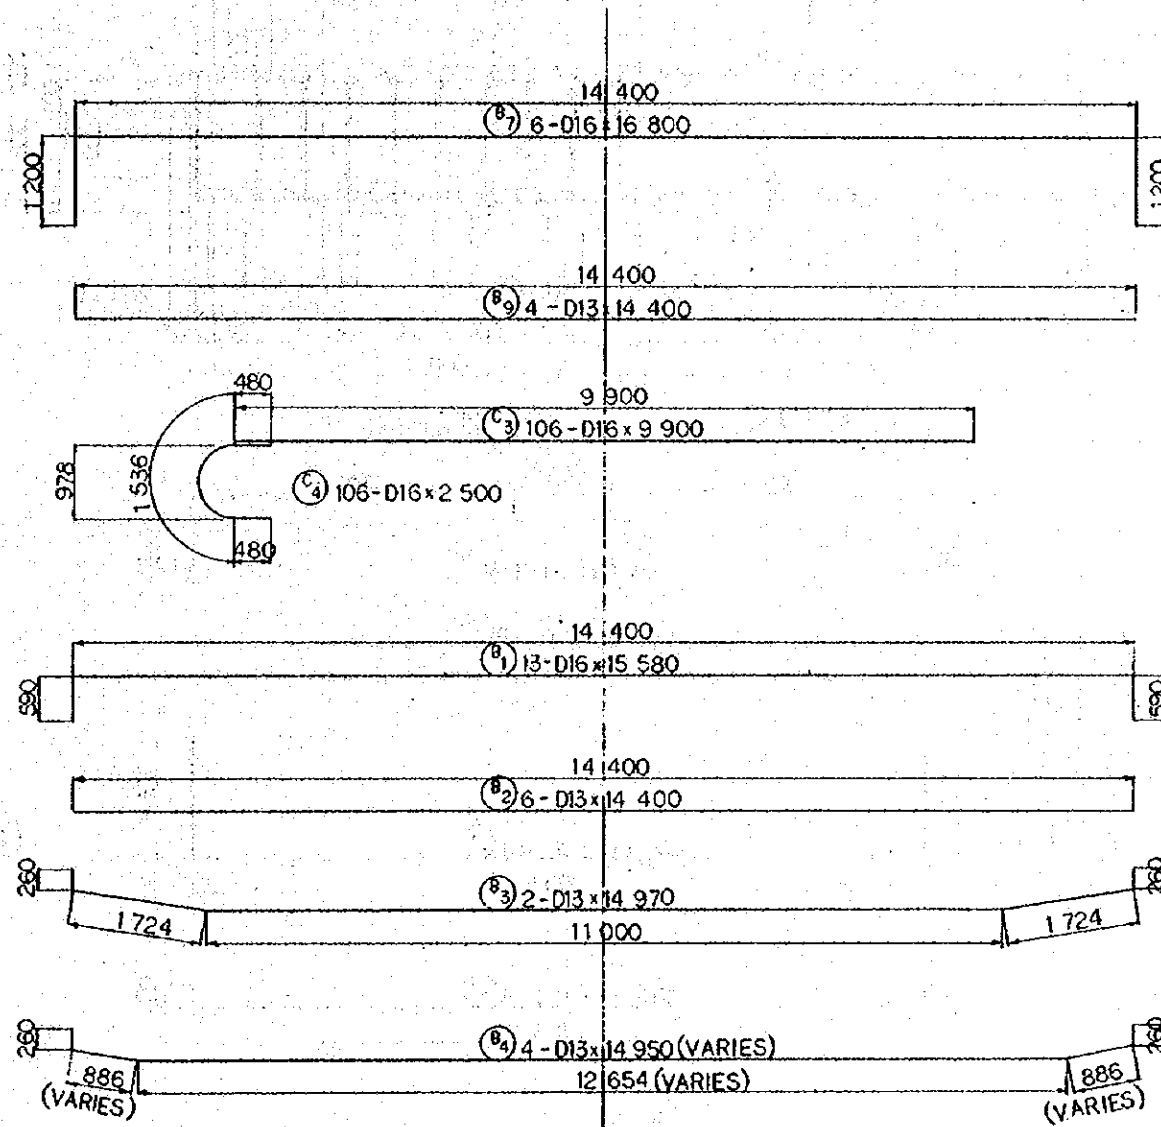 14 400
B7 6-D16×16 800
1 200
1 200
14 400
B9 4-D13×14 400
480
9 900
C3 106-D16×9 900
978
1 536
C4 106-D16×2 500
480
14 400
B1 13-D16×15 580
590
590
14 400
B2 6-D13×14 400
260
260
B3 2-D13×14 970
1 724
1 724
11 000
260
260
B4 4-D13×14 950 (VARIES)
12 654 (VARIES)
886
(VARIES)
886
(VARIES)